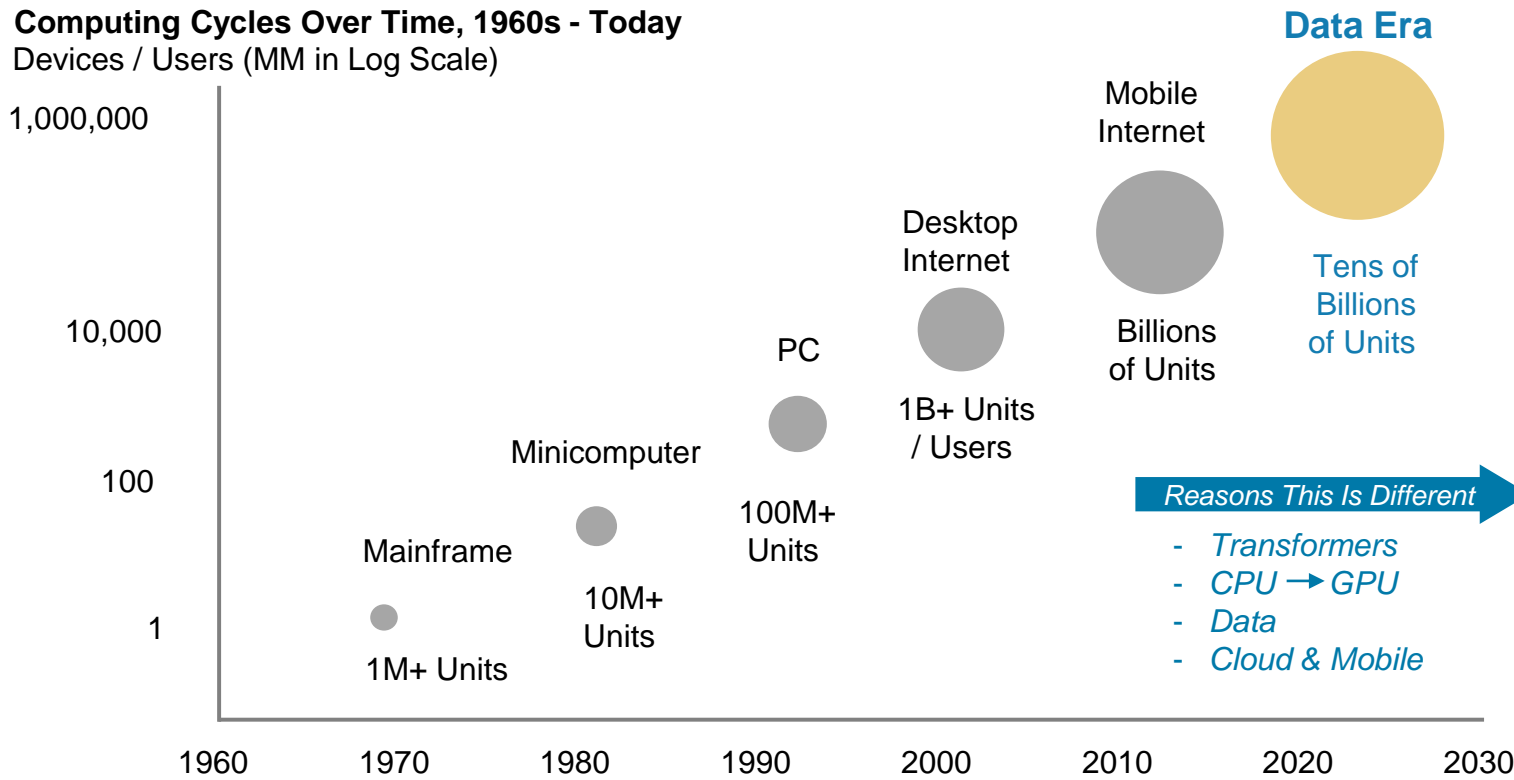 Computing Cycles Over Time, 1960s - Today
Devices / Users (MM in Log Scale)
Data Era
1,000,000
Mobile
Internet
Desktop
Internet
Tens of
Billions
of Units
10,000
PC
Billions
of Units
1B+ Units
/ Users
Minicomputer
100
100M+
Units
Reasons This Is Different
Mainframe
- Transformers
- CPU → GPU
- Data
- Cloud & Mobile
10M+
Units
1
1M+ Units
1960 1970 1980 1990 2000 2010 2020 2030